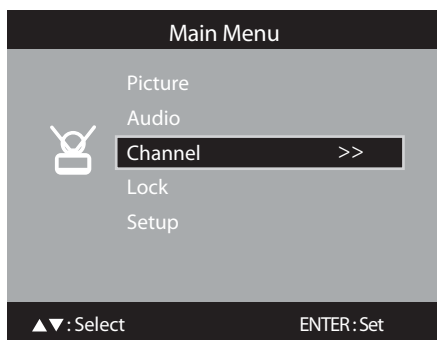 Main Menu
Picture
Audio
Channel >>
Lock
Setup
▲▼: Select ENTER: Set